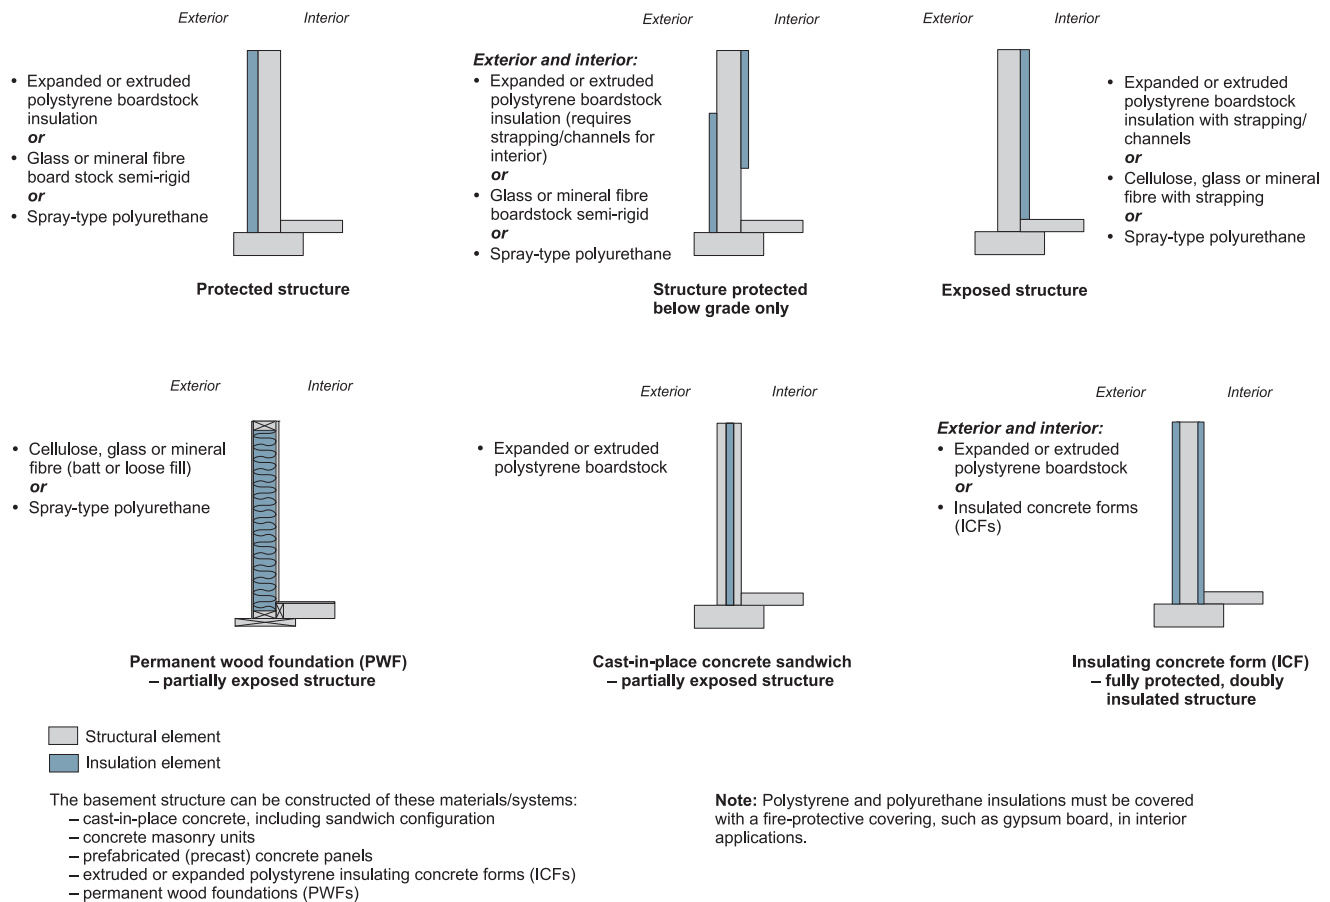 Exterior Interior
• Expanded or extruded
polystyrene boardstock
insulation
or
• Glass or mineral fibre
board stock semi-rigid
or
• Spray-type polyurethane
Protected structure
Exterior Interior
Exterior and interior:
• Expanded or extruded
polystyrene boardstock
insulation (requires
strapping/channels for
interior)
or
• Glass or mineral fibre
boardstock semi-rigid
or
• Spray-type polyurethane
Structure protected
below grade only
Exterior Interior
• Expanded or extruded
polystyrene boardstock
insulation with strapping/
channels
or
• Cellulose, glass or mineral
fibre with strapping
or
• Spray-type polyurethane
Exposed structure
Exterior Interior
• Cellulose, glass or mineral
fibre (batt or loose fill)
or
• Spray-type polyurethane
Permanent wood foundation (PWF)
– partially exposed structure
Exterior Interior
• Expanded or extruded
polystyrene boardstock
Cast-in-place concrete sandwich
– partially exposed structure
Exterior Interior
Exterior and interior:
• Expanded or extruded
polystyrene boardstock
or
• Insulated concrete forms
(ICFs)
Insulating concrete form (ICF)
– fully protected, doubly
insulated structure
Structural element
Insulation element
The basement structure can be constructed of these materials/systems:
– cast-in-place concrete, including sandwich configuration
– concrete masonry units
– prefabricated (precast) concrete panels
– extruded or expanded polystyrene insulating concrete forms (ICFs)
– permanent wood foundations (PWFs)
Note: Polystyrene and polyurethane insulations must be covered
with a fire-protective covering, such as gypsum board, in interior
applications.